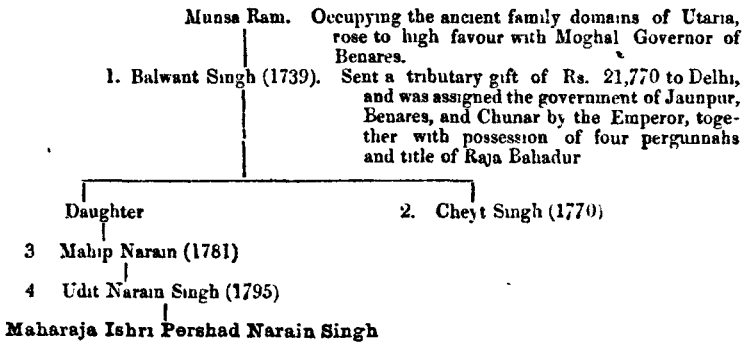 Munsa Ram. Occupying the ancient family domains of Utaria,
rose to high favour with Moghal Governor of
Benares.
1. Balwant Singh (1739). Sent a tributary gift of Rs. 21,770 to Delhi,
and was assigned the government of Jaunpur,
Benares, and Chunar by the Emperor, toge-
ther with possession of four pergunnahs
and title of Raja Bahadur
Daughter 2. Cheyt Singh (1770)
3 Mahip Narain (1781)
4 Udit Narain Singh (1795)
Maharaja Ishri Pershad Narain Singh